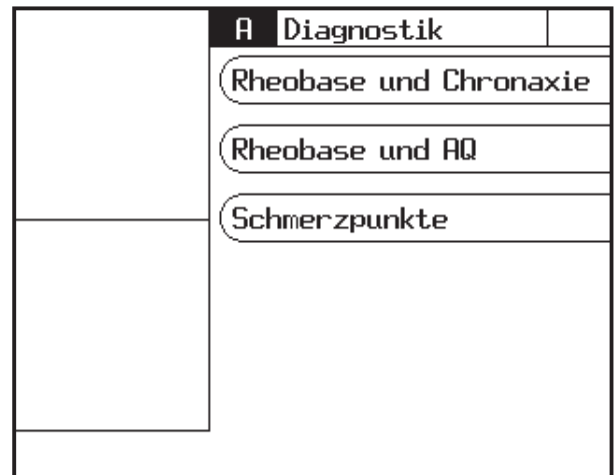 A Diagnostik
Rheobase und Chronaxie
Rheobase und AQ
Schmerzpunkte